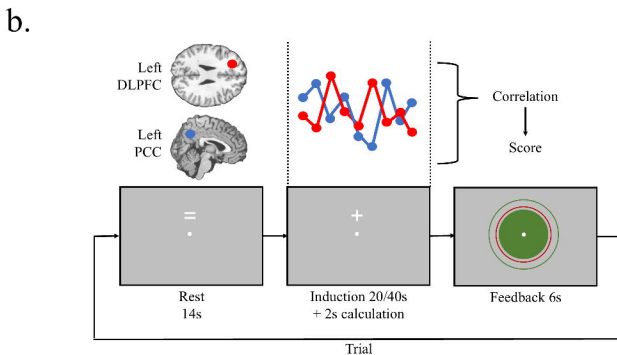 b.
Left
DLPFC
Left
PCC
Correlation
Score
=
+
Rest
14s
Induction 20/40s
+ 2s calculation
Feedback 6s
Trial